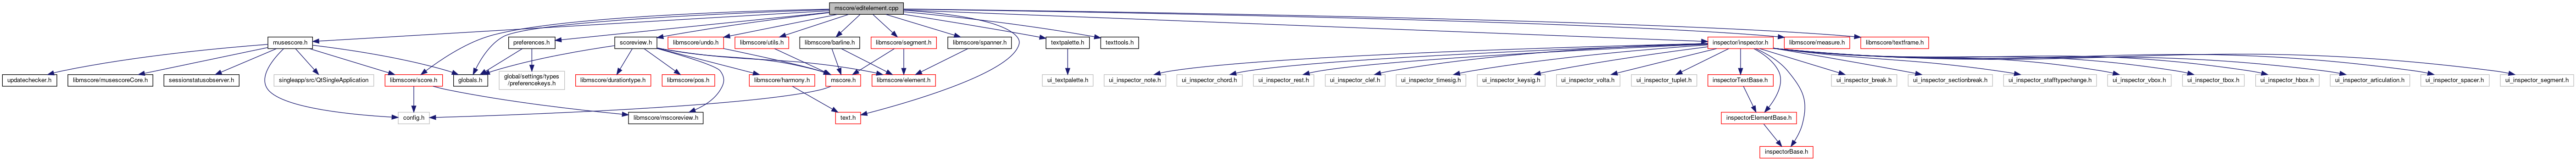 mscore/editelement.cpp
musescore.h
preferences.h
scoreview.h
libmscore/undo.h
libmscore/utils.h
libmscore/barline.h
libmscore/segment.h
libmscore/spanner.h
textpalette.h
texttools.h
inspector/inspector.h
libmscore/measure.h
libmscore/textframe.h
updatechecker.h
libmscore/musescoreCore.h
sessionstatusobserver.h
singleapp/src/QtSingleApplication
libmscore/score.h
globals.h
global/settings/types
/preferencekeys.h
libmscore/durationtype.h
libmscore/pos.h
libmscore/harmony.h
mscore.h
libmscore/element.h
ui_textpalette.h
ui_inspector_note.h
ui_inspector_chord.h
ui_inspector_rest.h
ui_inspector_clef.h
ui_inspector_timesig.h
ui_inspector_keysig.h
ui_inspector_volta.h
ui_inspector_tuplet.h
inspectorTextBase.h
ui_inspector_break.h
ui_inspector_sectionbreak.h
ui_inspector_stafftypechange.h
ui_inspector_vbox.h
ui_inspector_tbox.h
ui_inspector_hbox.h
ui_inspector_articulation.h
ui_inspector_spacer.h
ui_inspector_segment.h
config.h
libmscore/mscoreview.h
text.h
inspectorElementBase.h
inspectorBase.h